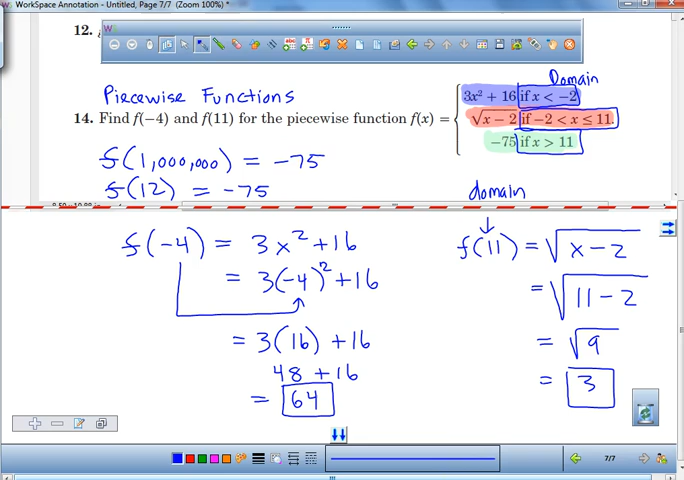 WorkSpace Annotation - Untitled, Page 7/7 (Zoom 100%) *
12.
Domain
Piecewise Functions
3x² + 16 if x < −2
14. Find f(−4) and f(11) for the piecewise function f(x) = √x − 2 if −2 < x ≤ 11.
−75 if x > 11
f(1,000,000) = −75
f(12) = −75
domain
f(−4) = 3x² + 16
= 3(−4)² + 16
= 3(16) + 16
48 + 16
= 64
f(11) = √x − 2
= √11 − 2
= √9
= 3
7/7